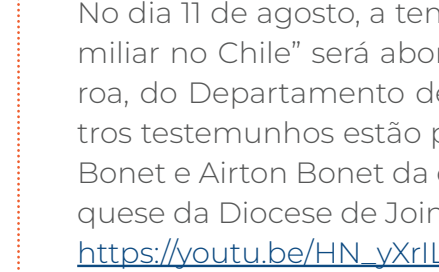 No dia 11 de agosto, a tem
miliar no Chile” será abor
roa, do Departamento de
tros testemunhos estão p
Bonet e Airton Bonet da
quese da Diocese de Join
https://youtu.be/HN_yXrIL